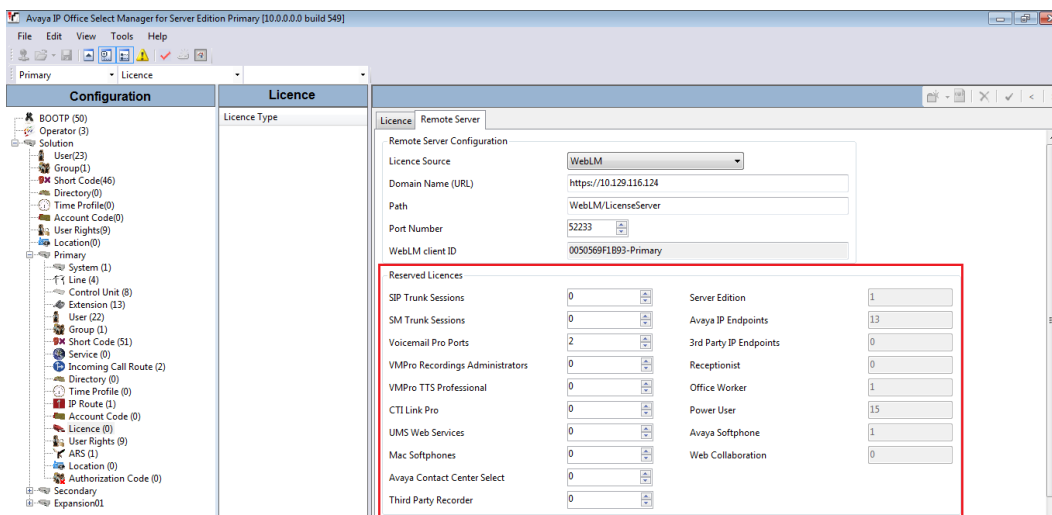 Avaya IP Office Select Manager for Server Edition Primary [10.0.0.0.0 build 549]
File Edit View Tools Help
Primary Licence
Configuration
BOOTP (50)
Operator (3)
Solution
User(23)
Group(1)
Short Code(46)
Directory(0)
Time Profile(0)
Account Code(0)
User Rights(9)
Location(0)
Primary
System (1)
Line (4)
Control Unit (8)
Extension (13)
User (22)
Group (1)
Short Code (51)
Service (0)
Incoming Call Route (2)
Directory (0)
Time Profile (0)
IP Route (1)
Account Code (0)
Licence (0)
User Rights (9)
ARS (1)
Location (0)
Authorization Code (0)
Secondary
Expansion01
Licence
Licence Type
Licence Remote Server
Remote Server Configuration
Licence Source WebLM
Domain Name (URL) https://10.129.116.124
Path WebLM/LicenseServer
Port Number 52233
WebLM client ID 0050569F1B93-Primary
Reserved Licences
SIP Trunk Sessions 0 Server Edition 1
SM Trunk Sessions 0 Avaya IP Endpoints 13
Voicemail Pro Ports 2 3rd Party IP Endpoints 0
VMPro Recordings Administrators 0 Receptionist 0
VMPro TTS Professional 0 Office Worker 1
CTI Link Pro 0 Power User 15
UMS Web Services 0 Avaya Softphone 1
Mac Softphones 0 Web Collaboration 0
Avaya Contact Center Select 0
Third Party Recorder 0